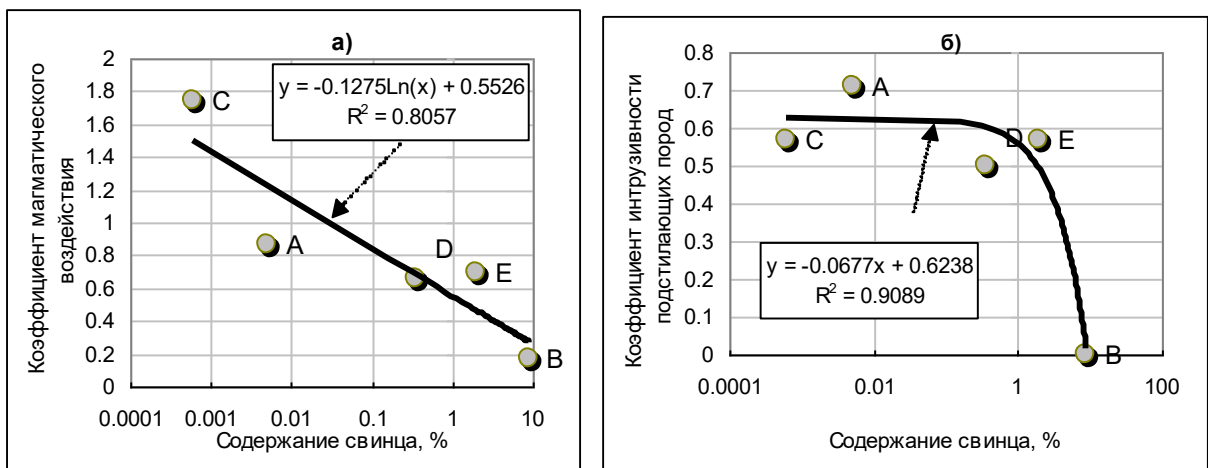 а)
Коэффициент магматического
воздействия
2
1.8
1.6
1.4
1.2
1
0.8
0.6
0.4
0.2
0
y = -0.1275Ln(x) + 0.5526
R² = 0.8057
C
A
D
E
B
0.0001 0.001 0.01 0.1 1 10
Содержание свинца, %
б)
Коэффициент интрузивности
подстилающих пород
0.8
0.7
0.6
0.5
0.4
0.3
0.2
0.1
0
A
C
D
E
y = -0.0677x + 0.6238
R² = 0.9089
B
0.0001 0.01 1 100
Содержание свинца, %